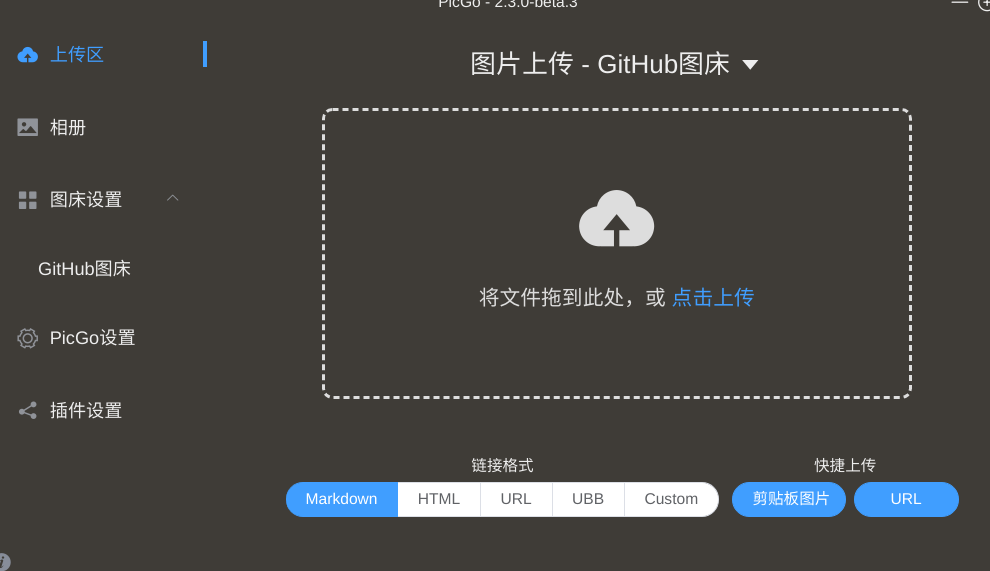 PicGo - 2.3.0-beta.3
上传区
相册
图床设置
GitHub图床
PicGo设置
插件设置
图片上传 - GitHub图床
将文件拖到此处，或 点击上传
链接格式
Markdown HTML URL UBB Custom
快捷上传
剪贴板图片 URL